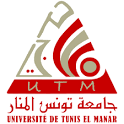 UTM
جامعة تونس المنار
UNIVERSITÉ DE TUNIS EL MANAR